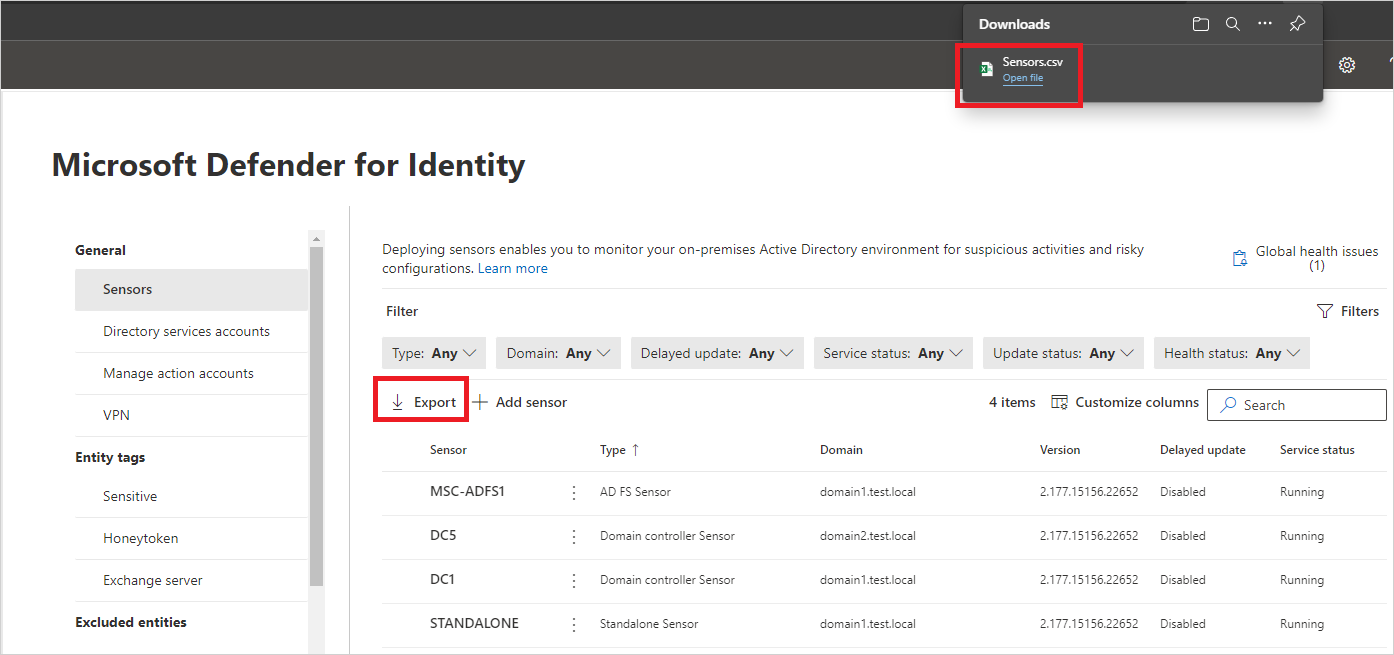 Downloads
Sensors.csv
Open file
Microsoft Defender for Identity
General
Sensors
Directory services accounts
Manage action accounts
VPN
Entity tags
Sensitive
Honeytoken
Exchange server
Excluded entities
Deploying sensors enables you to monitor your on-premises Active Directory environment for suspicious activities and risky
configurations. Learn more
Global health issues
(1)
Filter
Filters
Type: Any Domain: Any Delayed update: Any Service status: Any Update status: Any Health status: Any
Export Add sensor 4 items Customize columns Search
Sensor Type Domain Version Delayed update Service status
MSC-ADFS1 AD FS Sensor domain1.test.local 2.177.15156.22652 Disabled Running
DC5 Domain controller Sensor domain2.test.local 2.177.15156.22652 Disabled Running
DC1 Domain controller Sensor domain1.test.local 2.177.15156.22652 Disabled Running
STANDALONE Standalone Sensor domain1.test.local 2.177.15156.22652 Disabled Running